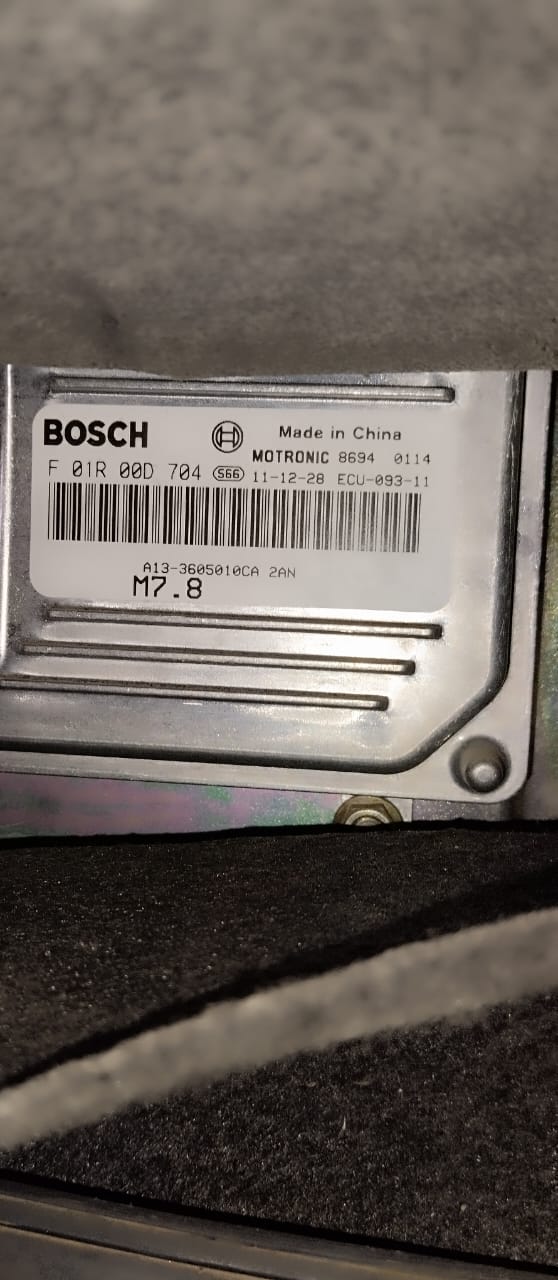 BOSCH
Made in China
MOTRONIC 8694 0114
F 01R 00D 704 S66 11-12-28 ECU-093-11
A13-3605010CA 2AN
M7.8